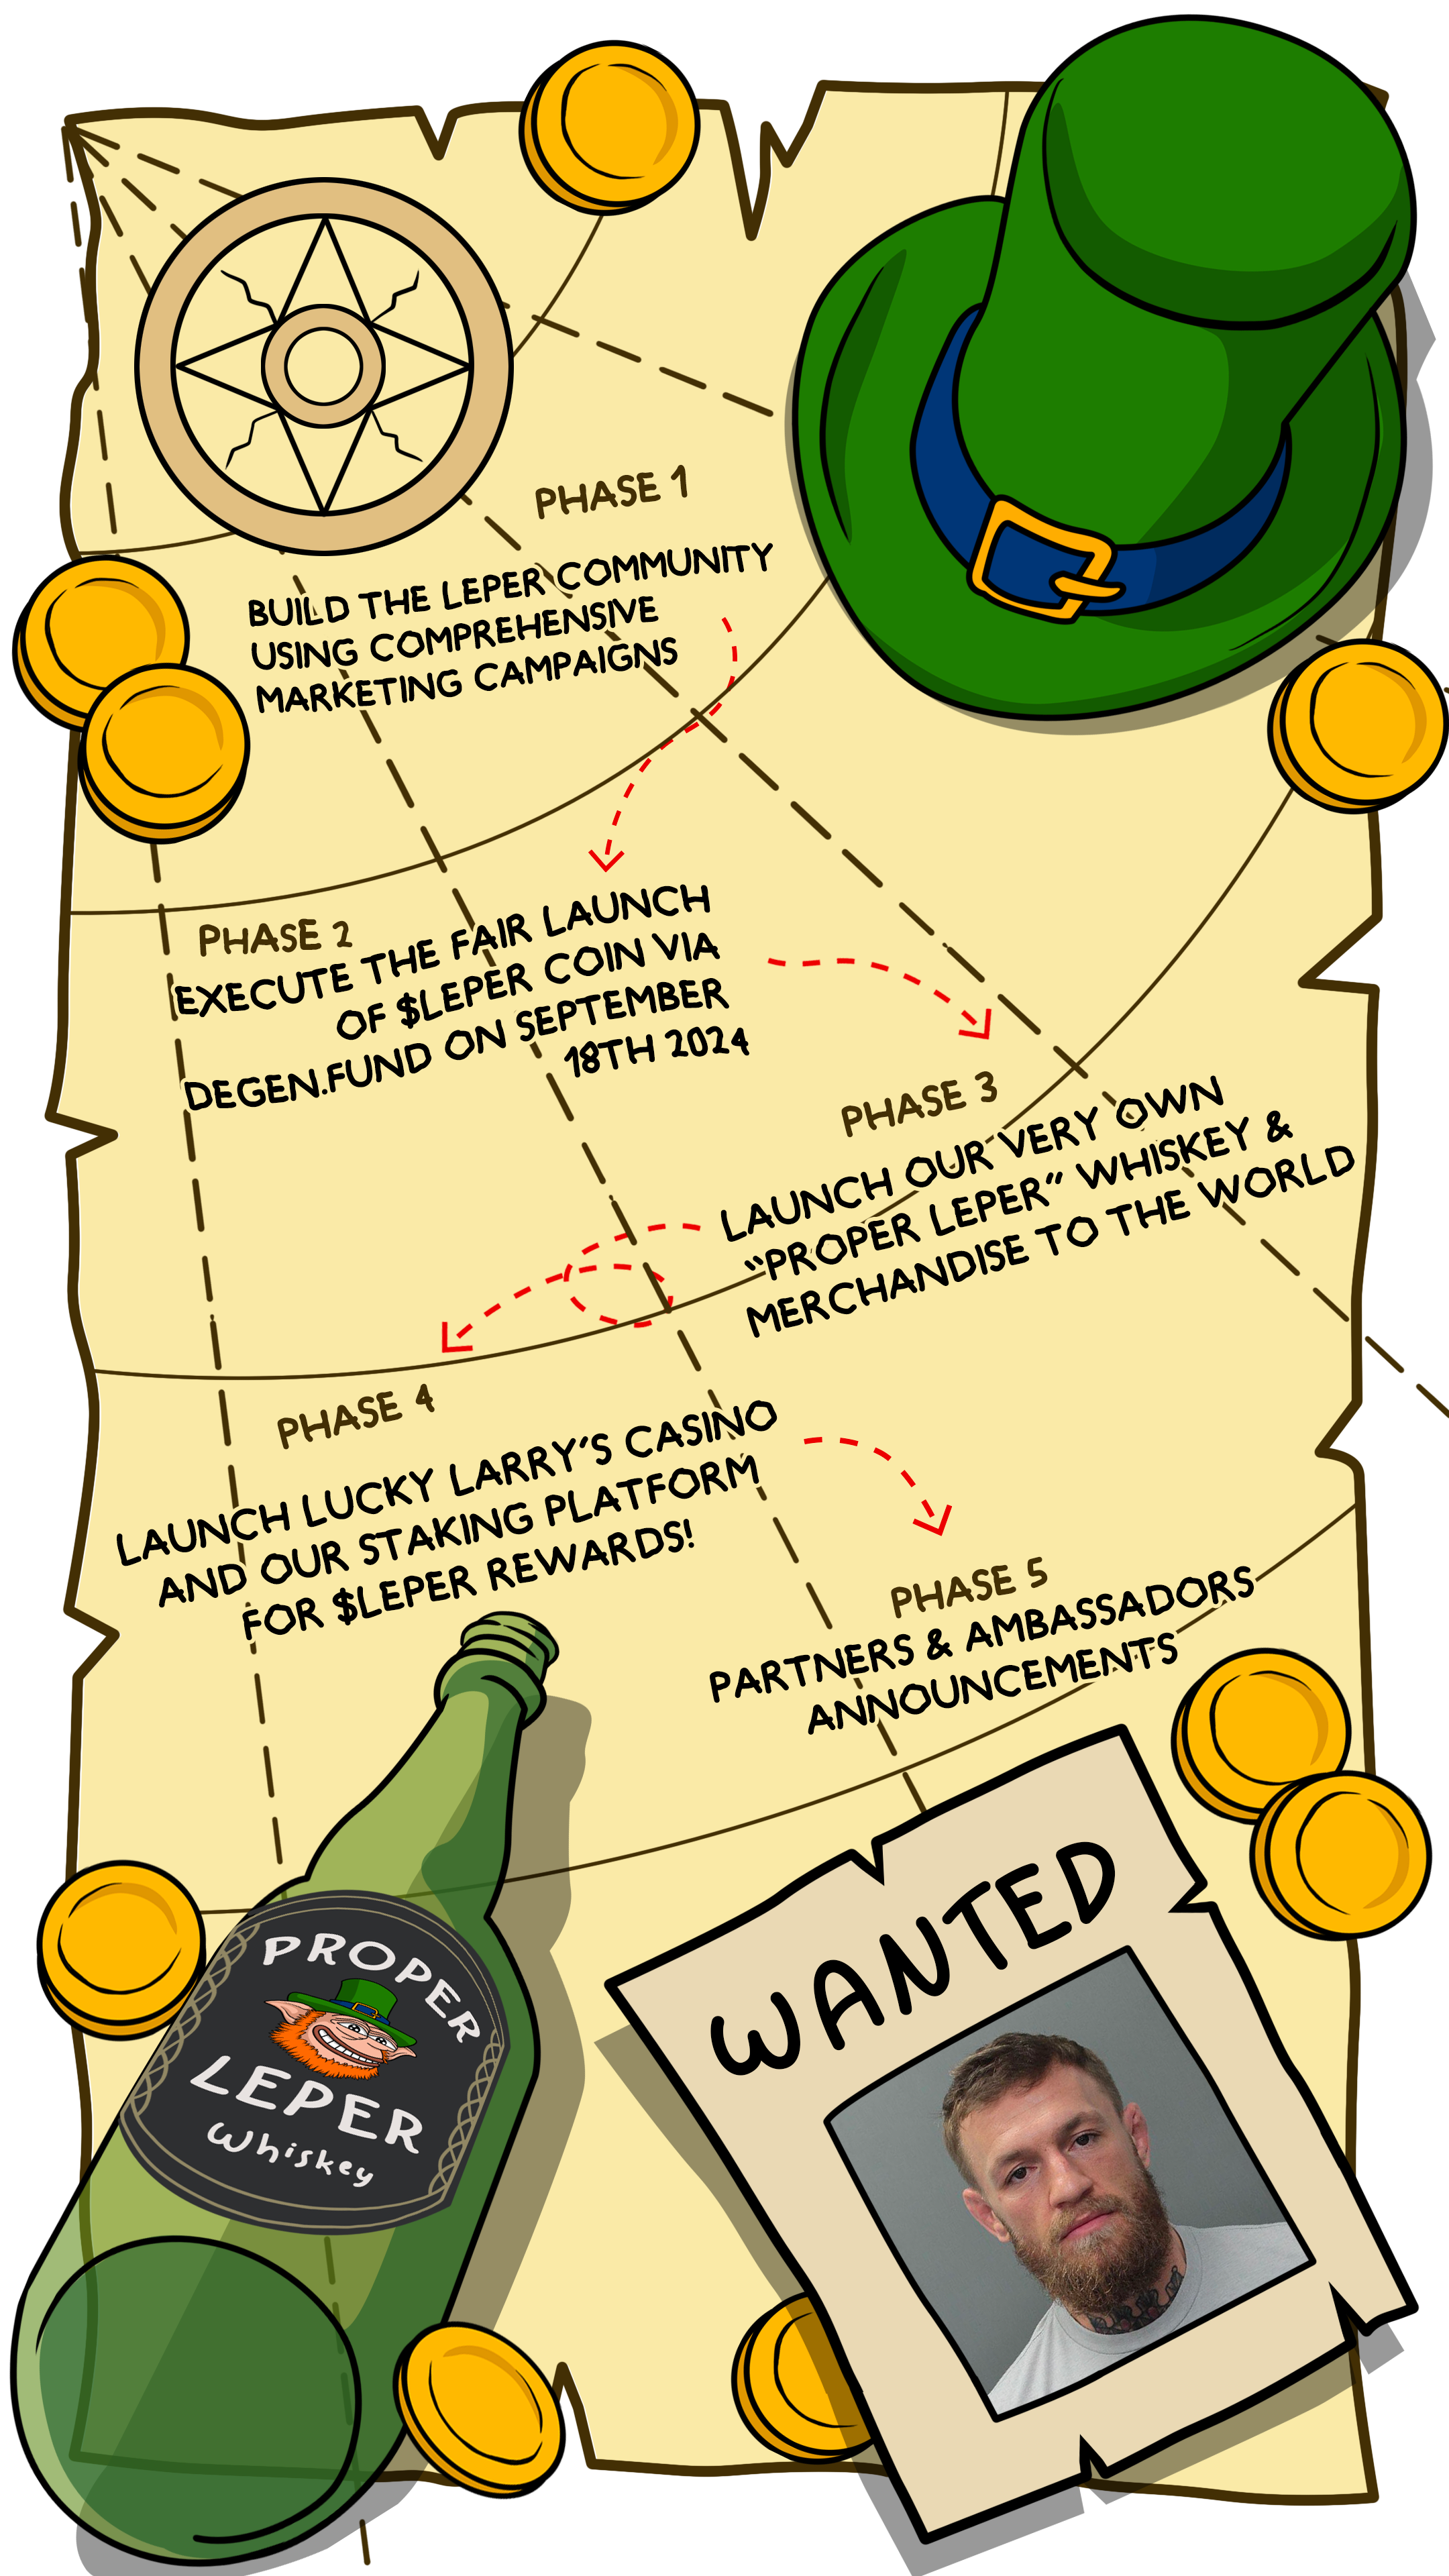 PHASE 1
BUILD THE LEPER COMMUNITY
USING COMPREHENSIVE
MARKETING CAMPAIGNS
PHASE 2
EXECUTE THE FAIR LAUNCH
OF $LEPER COIN VIA
DEGEN.FUND ON SEPTEMBER
18TH 2024
PHASE 3
LAUNCH OUR VERY OWN
“PROPER LEPER” WHISKEY &
MERCHANDISE TO THE WORLD
PHASE 4
LAUNCH LUCKY LARRY'S CASINO
AND OUR STAKING PLATFORM
FOR $LEPER REWARDS!
PHASE 5
PARTNERS & AMBASSADORS
ANNOUNCEMENTS
WANTED
PROPER
LEPER
Whiskey